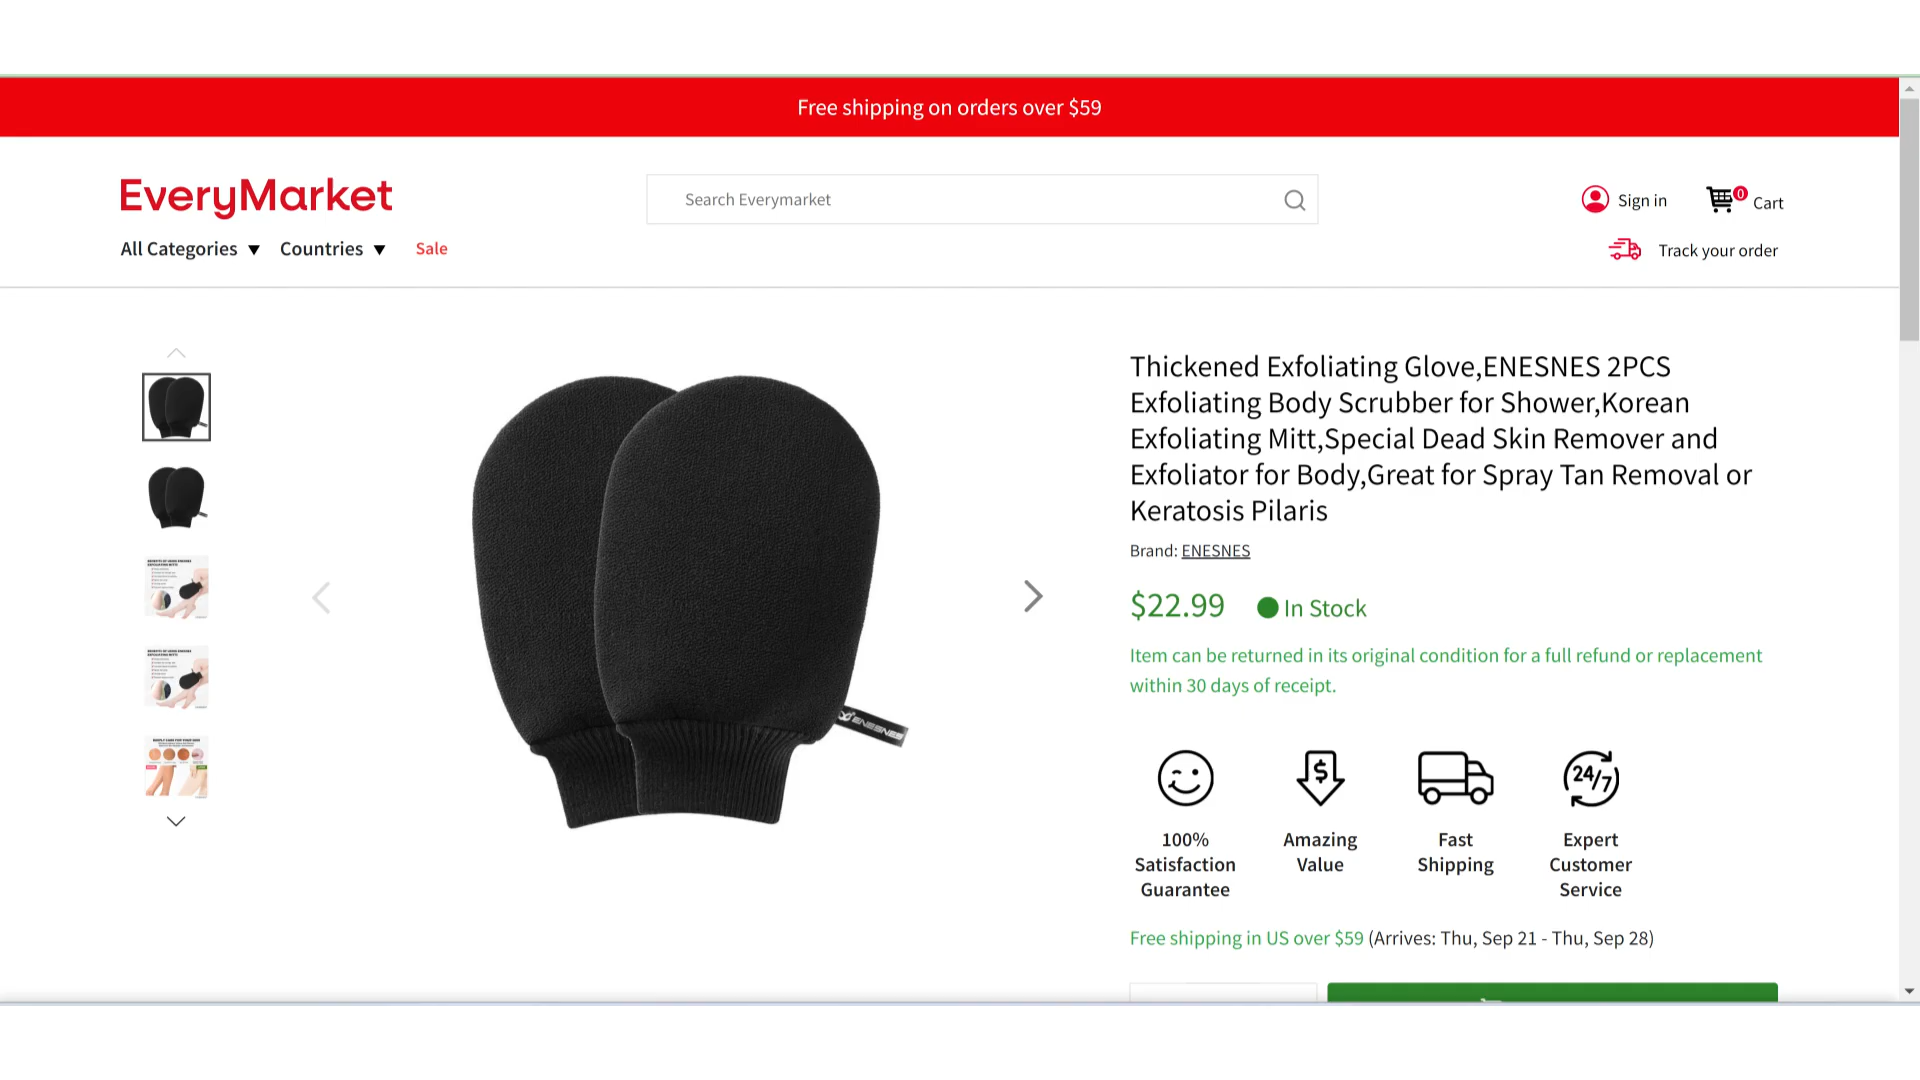 Free shipping on orders over $59
EveryMarket
Search Everymarket
Sign in
0
Cart
All Categories
Countries
Sale
Track your order
Thickened Exfoliating Glove,ENESNES 2PCS
Exfoliating Body Scrubber for Shower,Korean
Exfoliating Mitt,Special Dead Skin Remover and
Exfoliator for Body,Great for Spray Tan Removal or
Keratosis Pilaris
Brand: ENESNES
$22.99
In Stock
Item can be returned in its original condition for a full refund or replacement
within 30 days of receipt.
ENESNES
$
24/7
100%
Satisfaction
Guarantee
Amazing
Value
Fast
Shipping
Expert
Customer
Service
Free shipping in US over $59 (Arrives: Thu, Sep 21 - Thu, Sep 28)